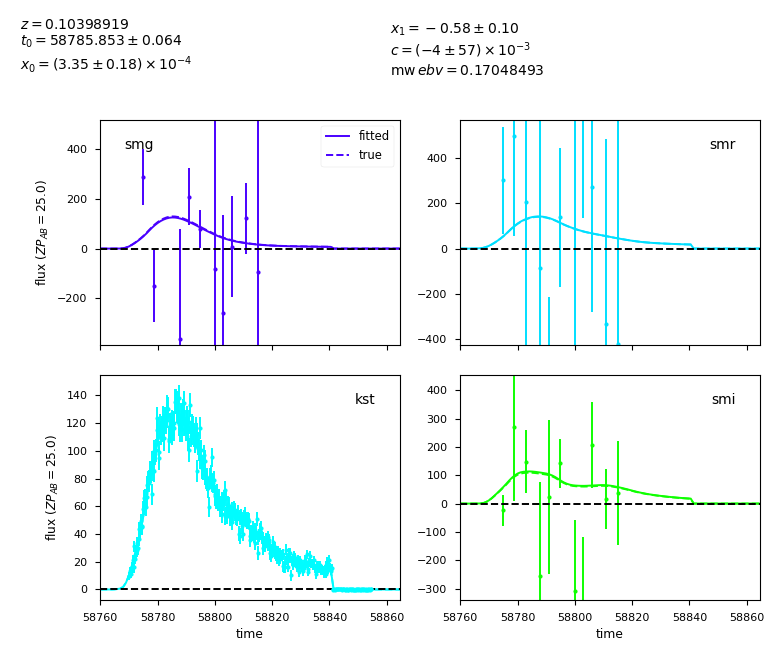 z = 0.10398919
t0 = 58785.853 ± 0.064
x0 = (3.35 ± 0.18) × 10^−4
x1 = −0.58 ± 0.10
c = (−4 ± 57) × 10^−3
mw ebv = 0.17048493
smg
fitted
true
400
200
0
−200
flux (ZP_AB = 25.0)
smr
400
200
0
−200
−400
kst
140
120
100
80
60
40
20
0
flux (ZP_AB = 25.0)
58760 58780 58800 58820 58840 58860
time
smi
400
300
200
100
0
−100
−200
−300
58760 58780 58800 58820 58840 58860
time